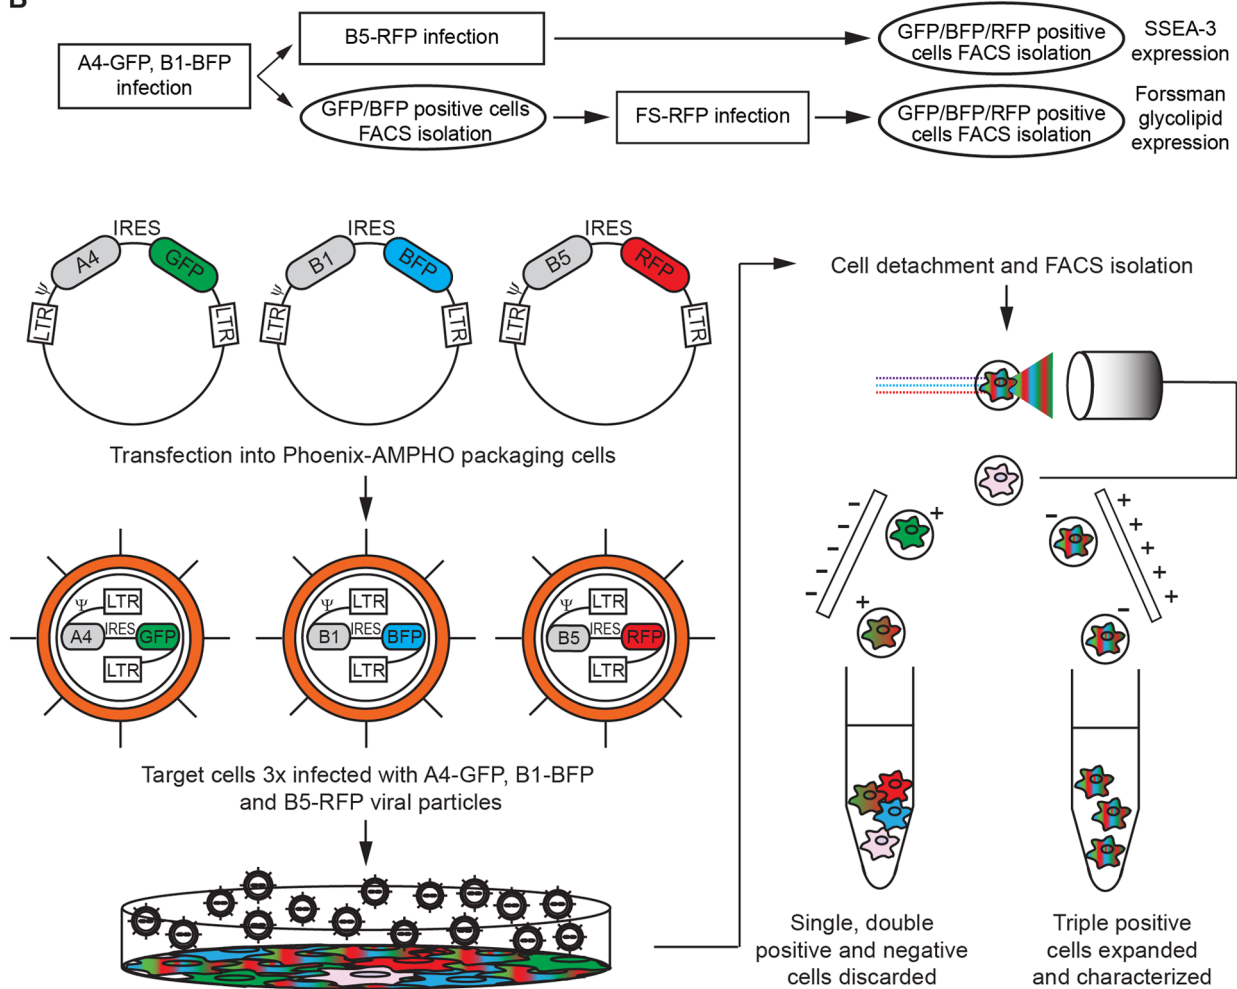 B
A4-GFP, B1-BFP
infection
B5-RFP infection
GFP/BFP/RFP positive
cells FACS isolation
SSEA-3
expression
GFP/BFP positive cells
FACS isolation
FS-RFP infection
GFP/BFP/RFP positive
cells FACS isolation
Forssman
glycolipid
expression
IRES
A4
GFP
Ψ
LTR
LTR
IRES
B1
BFP
Ψ
LTR
LTR
IRES
B5
RFP
Ψ
LTR
LTR
Transfection into Phoenix-AMPHO packaging cells
Ψ
LTR
A4
IRES
GFP
LTR
Ψ
LTR
B1
IRES
BFP
LTR
Ψ
LTR
B5
IRES
RFP
LTR
Target cells 3x infected with A4-GFP, B1-BFP
and B5-RFP viral particles
Cell detachment and FACS isolation
− − − − −
+
+
−
−
+ + + + +
Single, double
positive and negative
cells discarded
Triple positive
cells expanded
and characterized